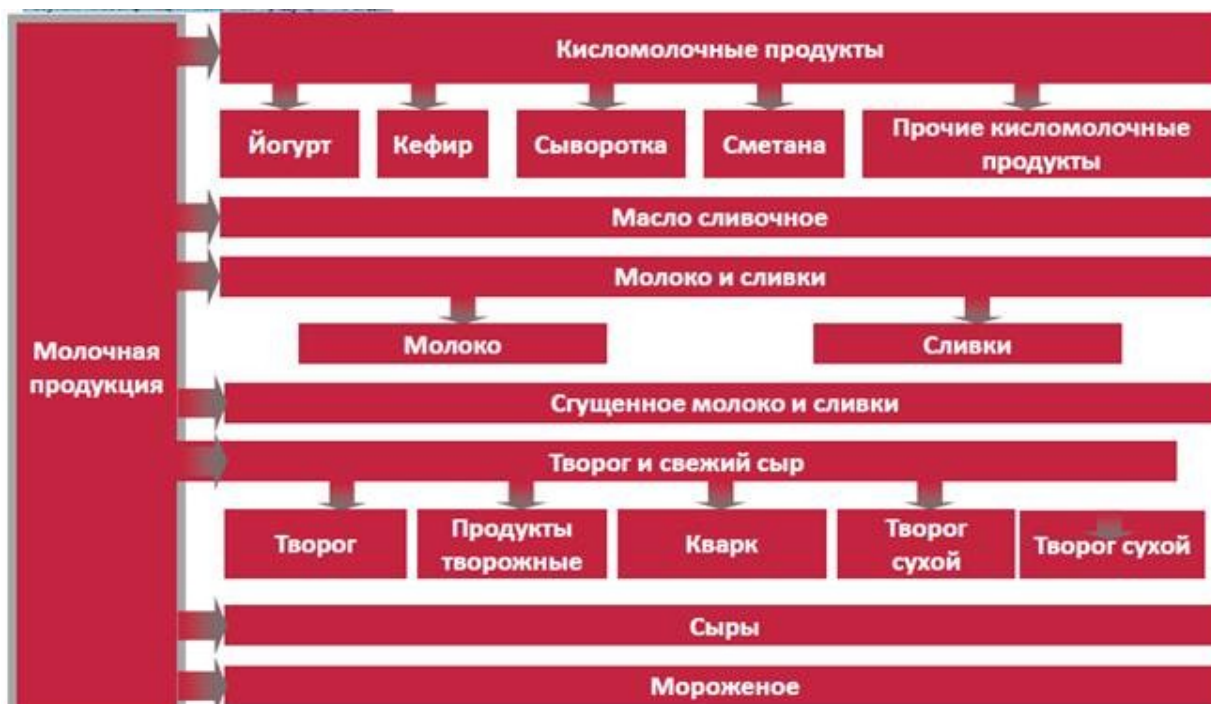 Кисломолочные продукты
Йогурт
Кефир
Сыворотка
Сметана
Прочие кисломолочные
продукты
Масло сливочное
Молоко и сливки
Молоко
Сливки
Молочная
продукция
Сгущенное молоко и сливки
Творог и свежий сыр
Творог
Продукты
творожные
Кварк
Творог
сухой
Творог сухой
Сыры
Мороженое